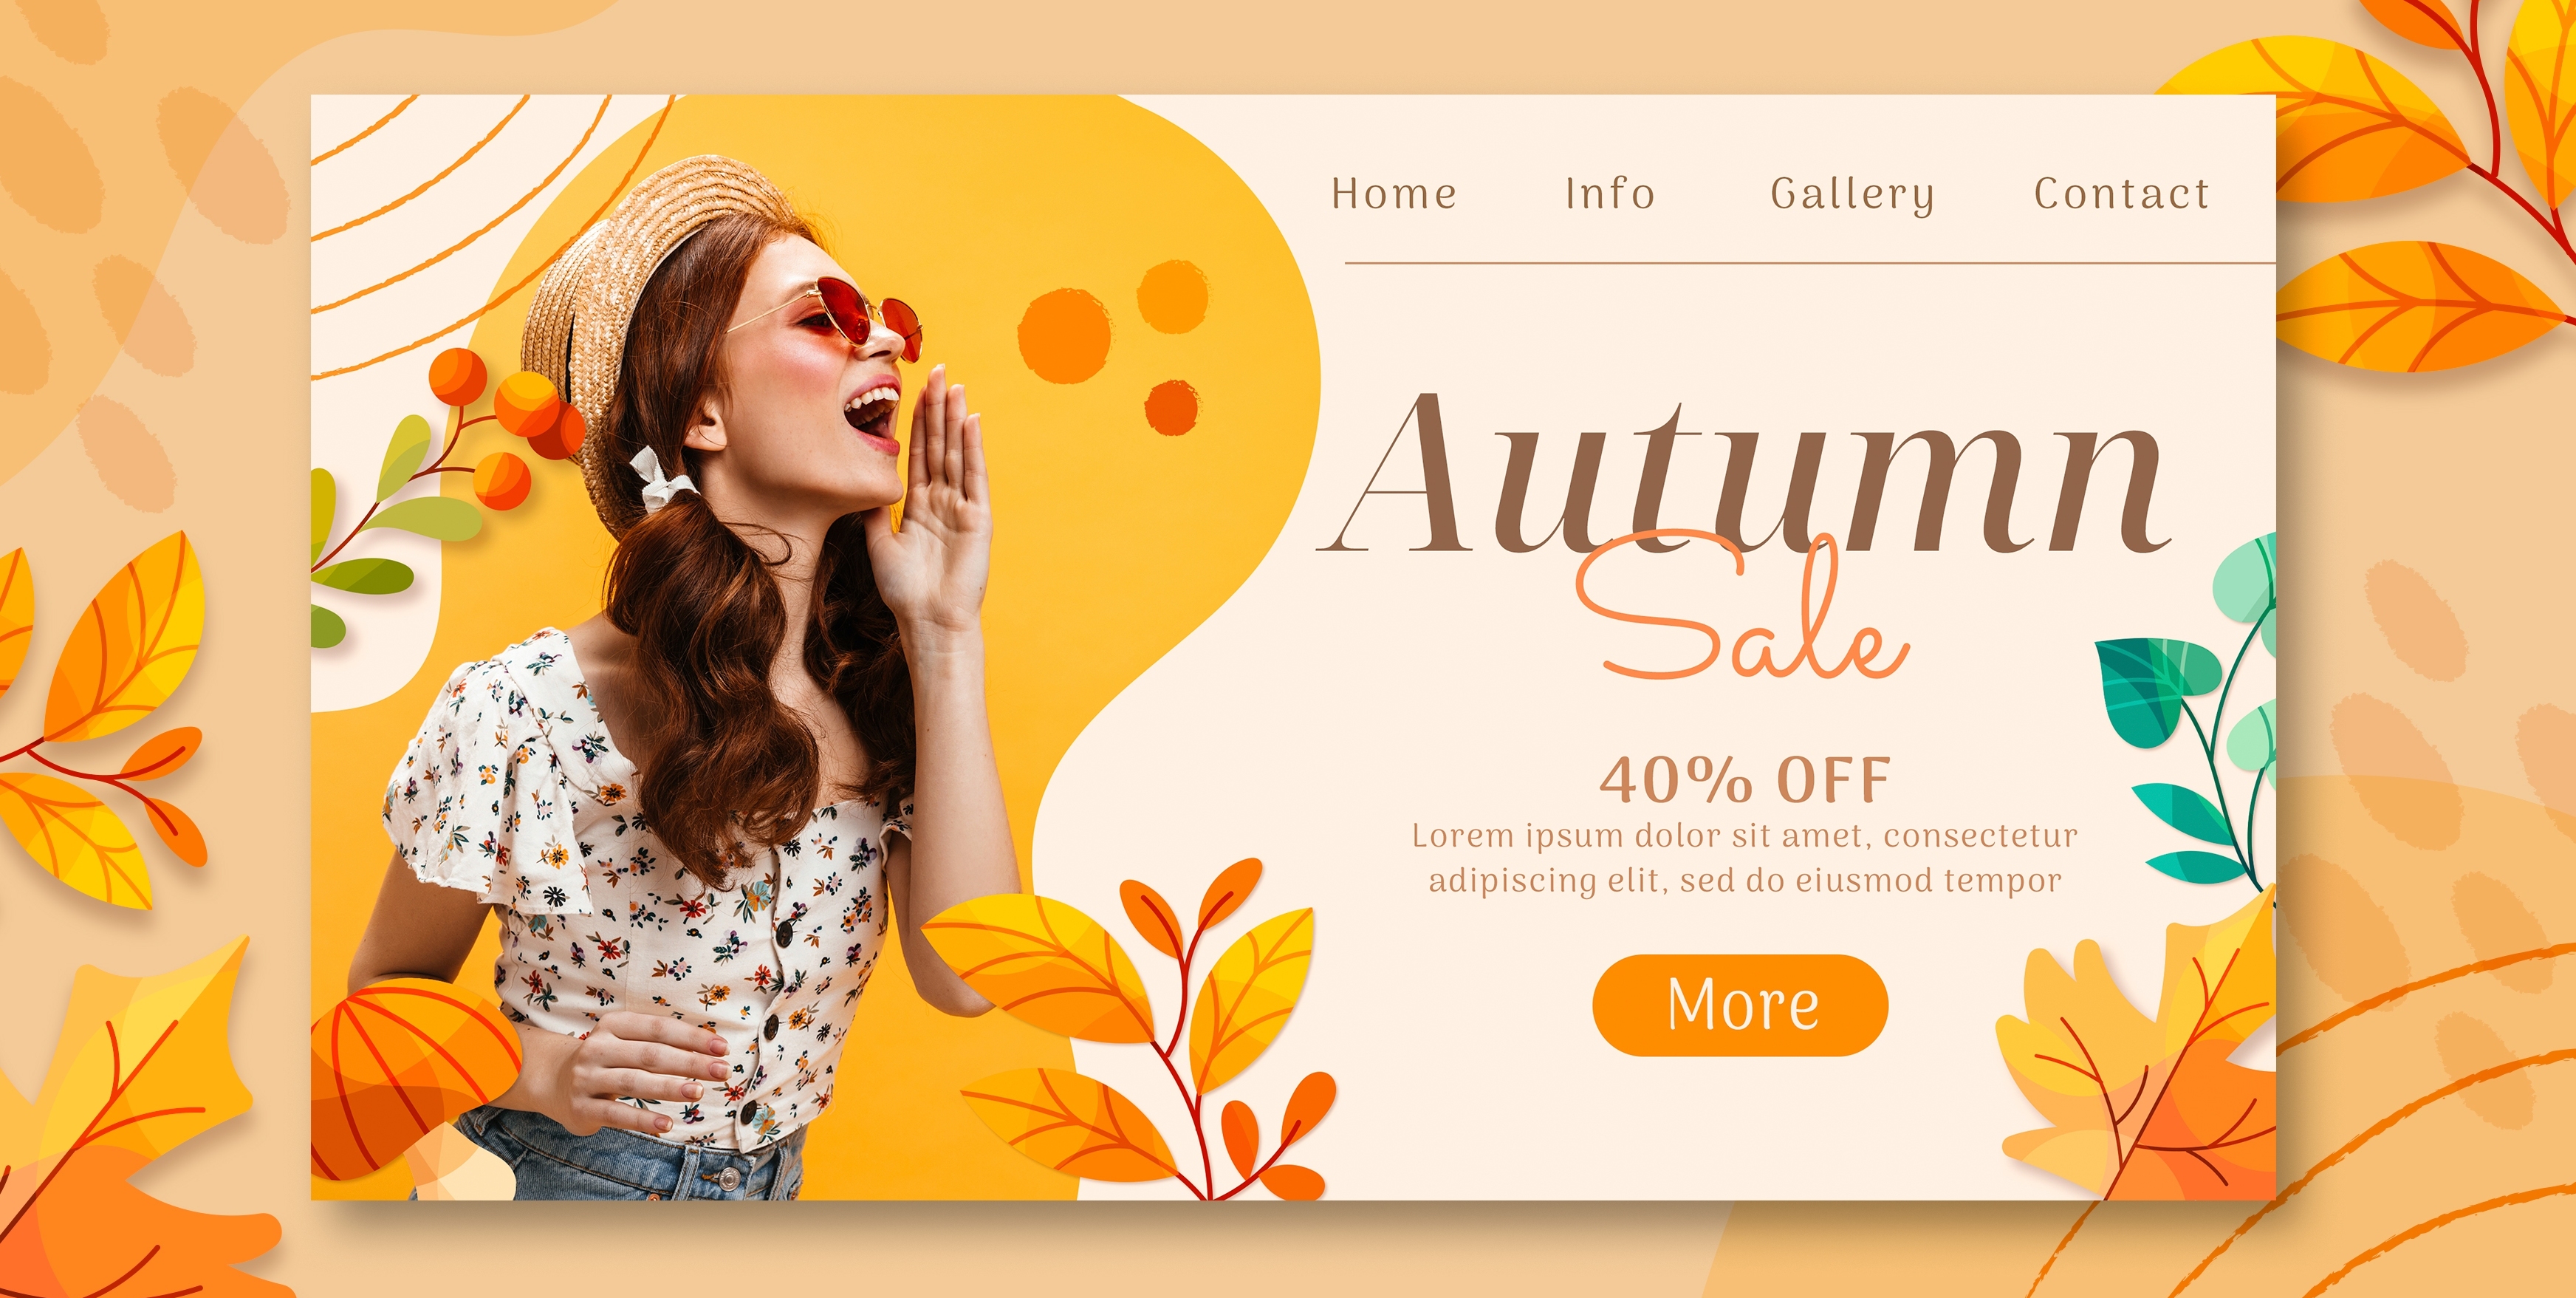 Home Info Gallery Contact
Autumn
Sale
40% OFF
Lorem ipsum dolor sit amet, consectetur
adipiscing elit, sed do eiusmod tempor
More